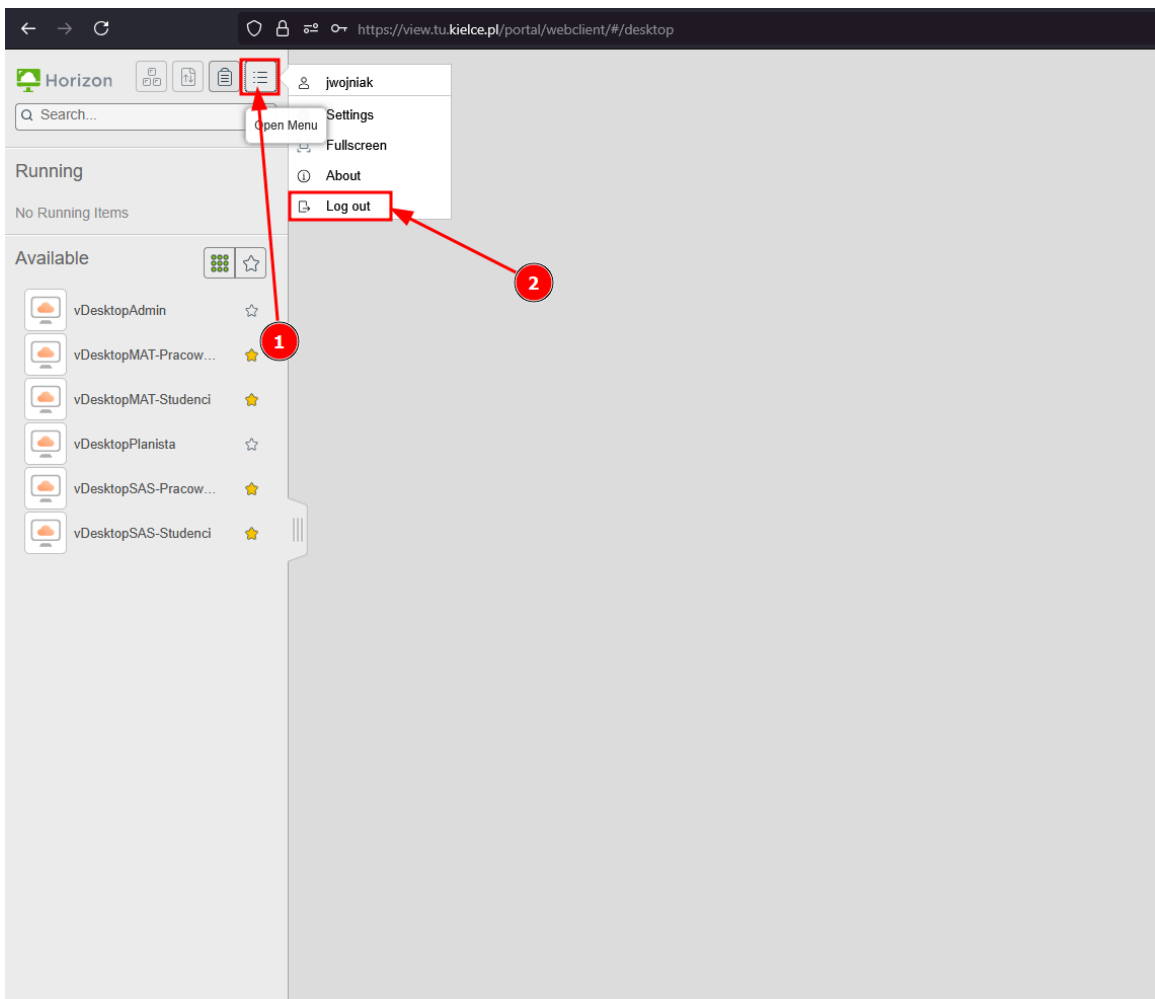 https://view.tu.kielce.pl/portal/webclient/#/desktop
Horizon
jwojniak
Search...
Settings
Open Menu
Fullscreen
Running
About
No Running Items
Log out
Available
2
vDesktopAdmin
1
vDesktopMAT-Pracow...
vDesktopMAT-Studenci
vDesktopPlanista
vDesktopSAS-Pracow...
vDesktopSAS-Studenci